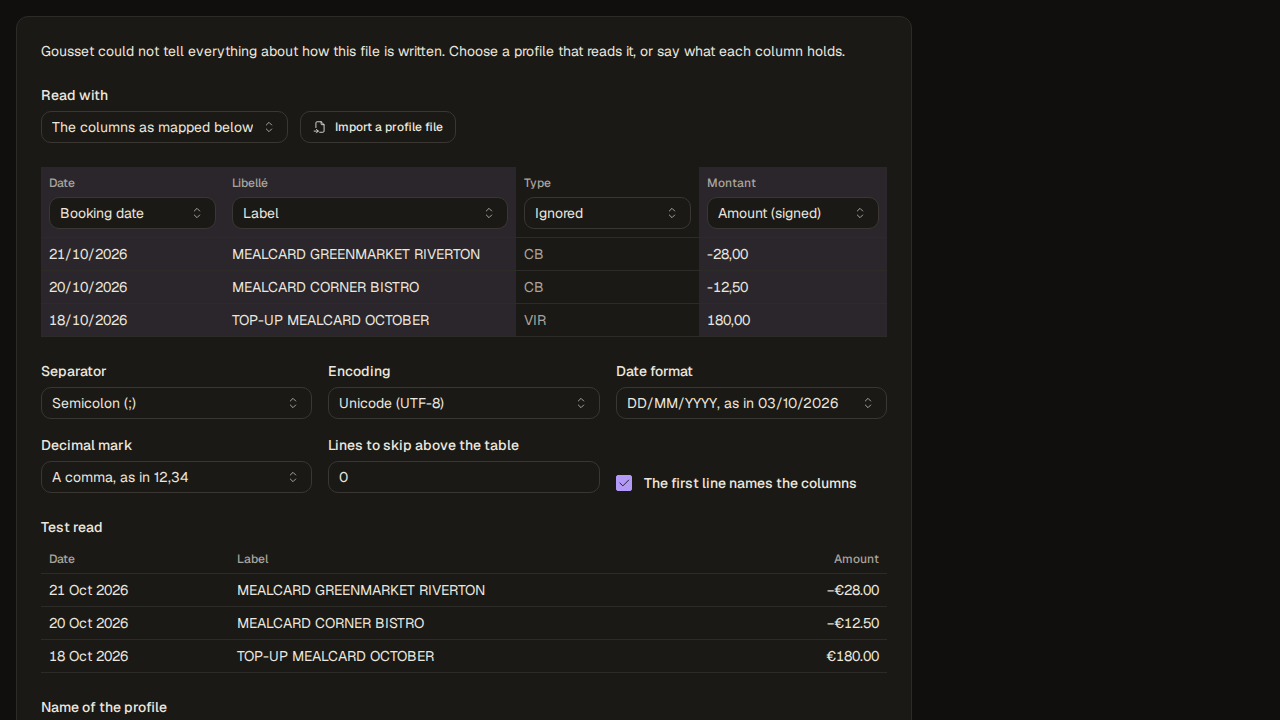 Gousset could not tell everything about how this file is written. Choose a profile that reads it, or say what each column holds.
Read with
The columns as mapped below
Import a profile file
Date Libellé Type Montant
Booking date Label Ignored Amount (signed)
21/10/2026 MEALCARD GREENMARKET RIVERTON CB -28,00
20/10/2026 MEALCARD CORNER BISTRO CB -12,50
18/10/2026 TOP-UP MEALCARD OCTOBER VIR 180,00
Separator Encoding Date format
Semicolon (;) Unicode (UTF-8) DD/MM/YYYY, as in 03/10/2026
Decimal mark Lines to skip above the table
A comma, as in 12,34 0 The first line names the columns
Test read
Date Label Amount
21 Oct 2026 MEALCARD GREENMARKET RIVERTON −€28.00
20 Oct 2026 MEALCARD CORNER BISTRO −€12.50
18 Oct 2026 TOP-UP MEALCARD OCTOBER €180.00
Name of the profile